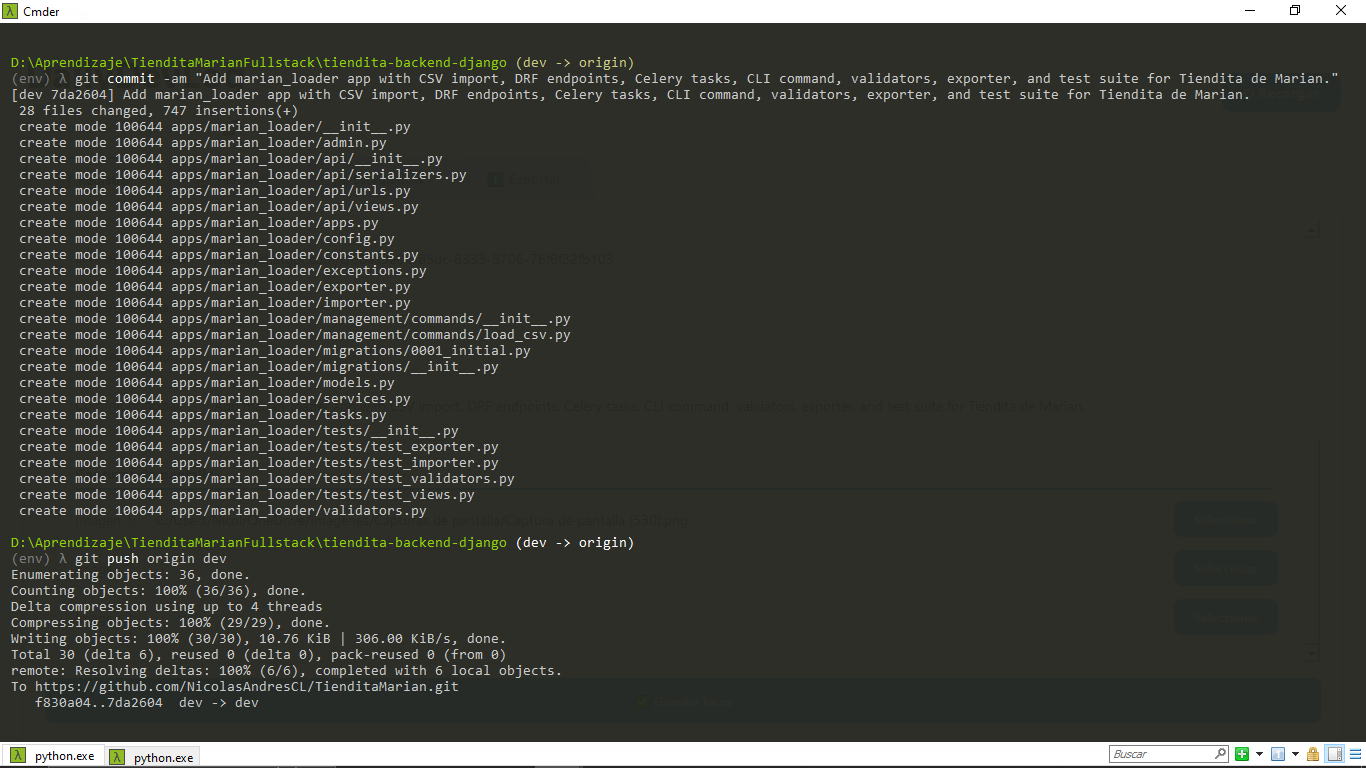 Cmder
D:\Aprendizaje\TienditaMarianFullstack\tiendita-backend-django (dev -> origin)
(env) λ git commit -am "Add marian_loader app with CSV import, DRF endpoints, Celery tasks, CLI command, validators, exporter, and test suite for Tiendita de Marian."
[dev 7da2604] Add marian_loader app with CSV import, DRF endpoints, Celery tasks, CLI command, validators, exporter, and test suite for Tiendita de Marian.
28 files changed, 747 insertions(+)
create mode 100644 apps/marian_loader/__init__.py
create mode 100644 apps/marian_loader/admin.py
create mode 100644 apps/marian_loader/api/__init__.py
create mode 100644 apps/marian_loader/api/serializers.py
create mode 100644 apps/marian_loader/api/urls.py
create mode 100644 apps/marian_loader/api/views.py
create mode 100644 apps/marian_loader/apps.py
create mode 100644 apps/marian_loader/config.py
create mode 100644 apps/marian_loader/constants.py
create mode 100644 apps/marian_loader/exceptions.py
create mode 100644 apps/marian_loader/exporter.py
create mode 100644 apps/marian_loader/importer.py
create mode 100644 apps/marian_loader/management/commands/__init__.py
create mode 100644 apps/marian_loader/management/commands/load_csv.py
create mode 100644 apps/marian_loader/migrations/0001_initial.py
create mode 100644 apps/marian_loader/migrations/__init__.py
create mode 100644 apps/marian_loader/models.py
create mode 100644 apps/marian_loader/services.py
create mode 100644 apps/marian_loader/tasks.py
create mode 100644 apps/marian_loader/tests/__init__.py
create mode 100644 apps/marian_loader/tests/test_exporter.py
create mode 100644 apps/marian_loader/tests/test_importer.py
create mode 100644 apps/marian_loader/tests/test_validators.py
create mode 100644 apps/marian_loader/tests/test_views.py
create mode 100644 apps/marian_loader/validators.py
D:\Aprendizaje\TienditaMarianFullstack\tiendita-backend-django (dev -> origin)
(env) λ git push origin dev
Enumerating objects: 36, done.
Counting objects: 100% (36/36), done.
Delta compression using up to 4 threads
Compressing objects: 100% (29/29), done.
Writing objects: 100% (30/30), 10.76 KiB | 306.00 KiB/s, done.
Total 30 (delta 6), reused 0 (delta 0), pack-reused 0 (from 0)
remote: Resolving deltas: 100% (6/6), completed with 6 local objects.
To https://github.com/NicolasAndresCL/TienditaMarian.git
f830a04..7da2604  dev -> dev
python.exe
python.exe
Buscar